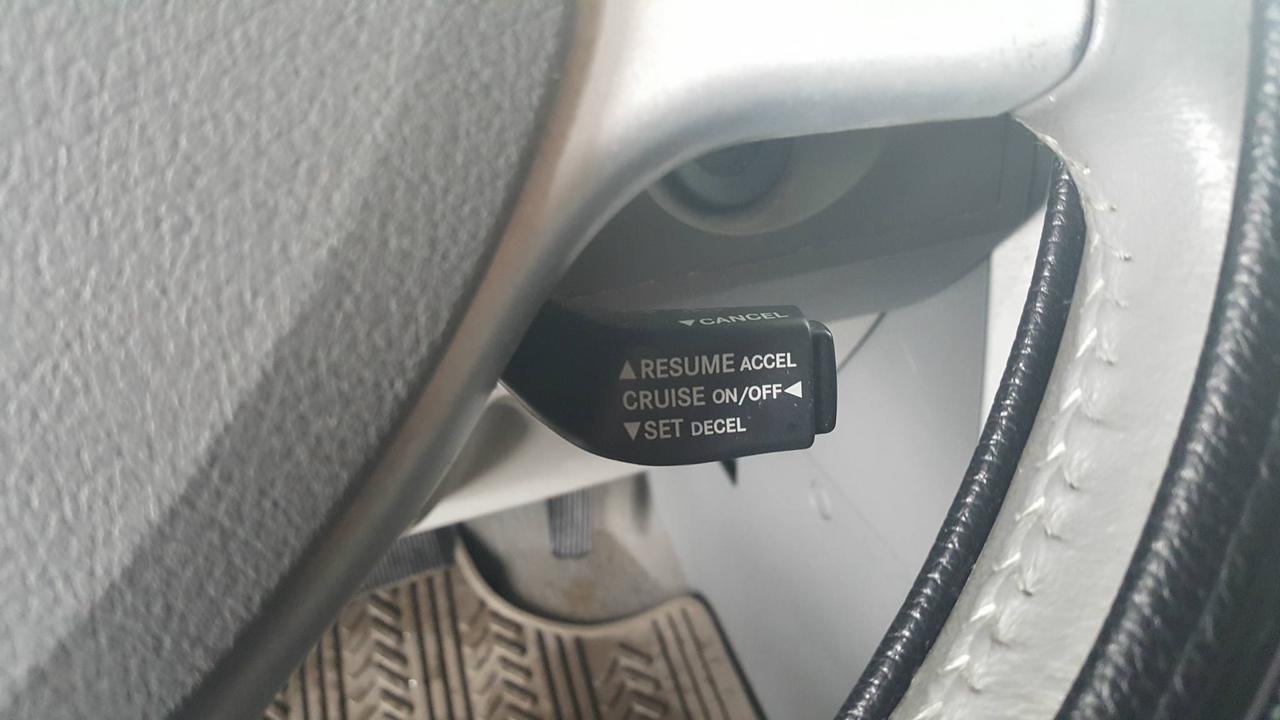 ▼CANCEL
▲RESUME ACCEL
CRUISE ON/OFF◀
▼SET DECEL